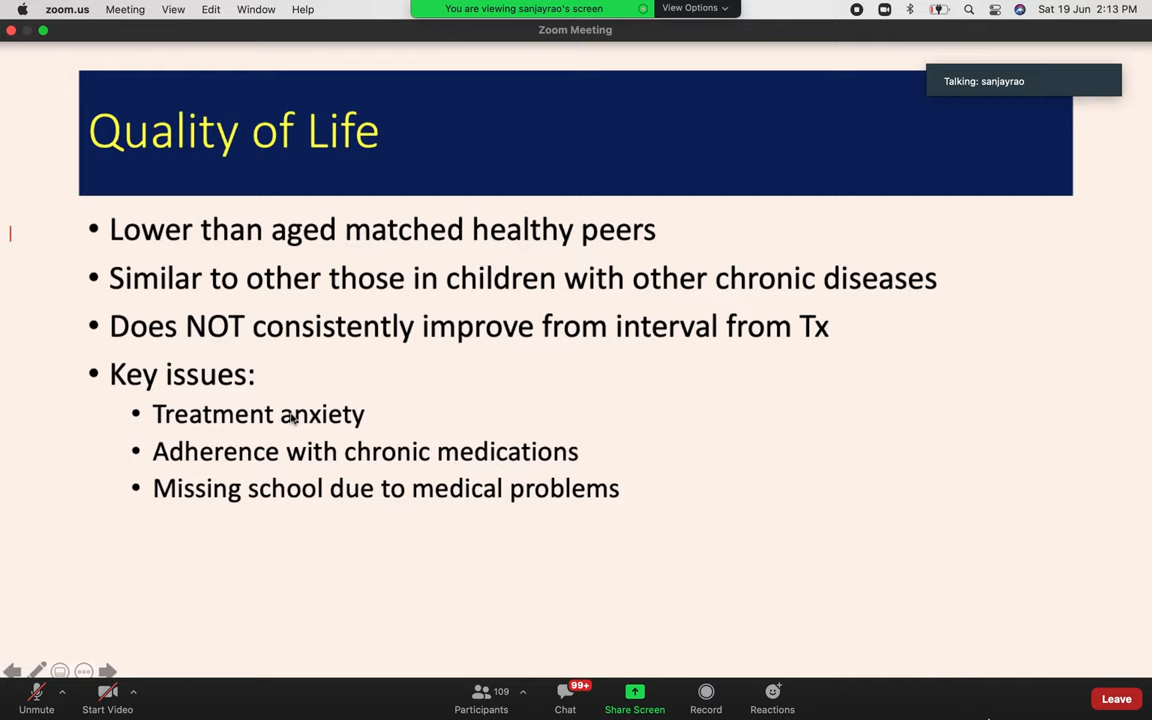 zoom.us Meeting View Edit Window Help
You are viewing sanjayrao's screen
View Options
Sat 19 Jun 2:13 PM
Zoom Meeting
Talking: sanjayrao
Quality of Life
• Lower than aged matched healthy peers
• Similar to other those in children with other chronic diseases
• Does NOT consistently improve from interval from Tx
• Key issues:
• Treatment anxiety
• Adherence with chronic medications
• Missing school due to medical problems
109
99+
Unmute Start Video Participants Chat Share Screen Record Reactions Leave